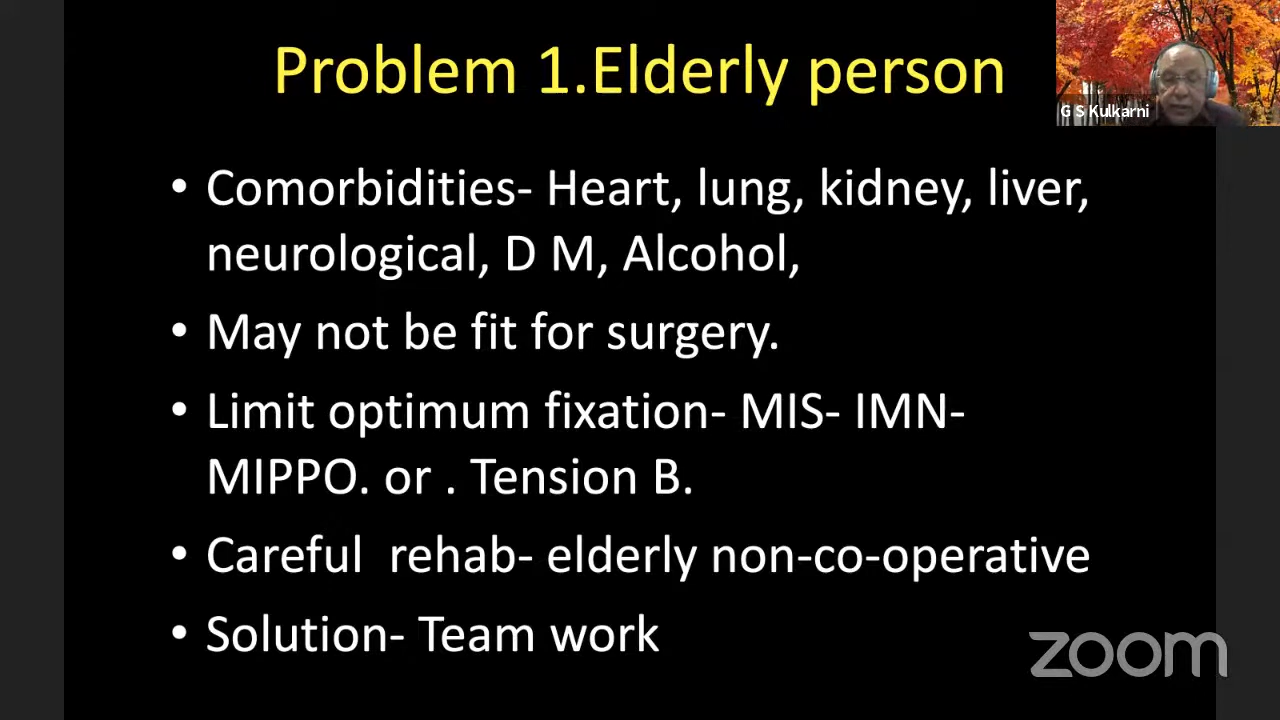 Problem 1.Elderly person
G S Kulkarni
• Comorbidities- Heart, lung, kidney, liver,
neurological, D M, Alcohol,
• May not be fit for surgery.
• Limit optimum fixation- MIS- IMN-
MIPPO. or . Tension B.
• Careful  rehab- elderly non-co-operative
• Solution- Team work
zoom